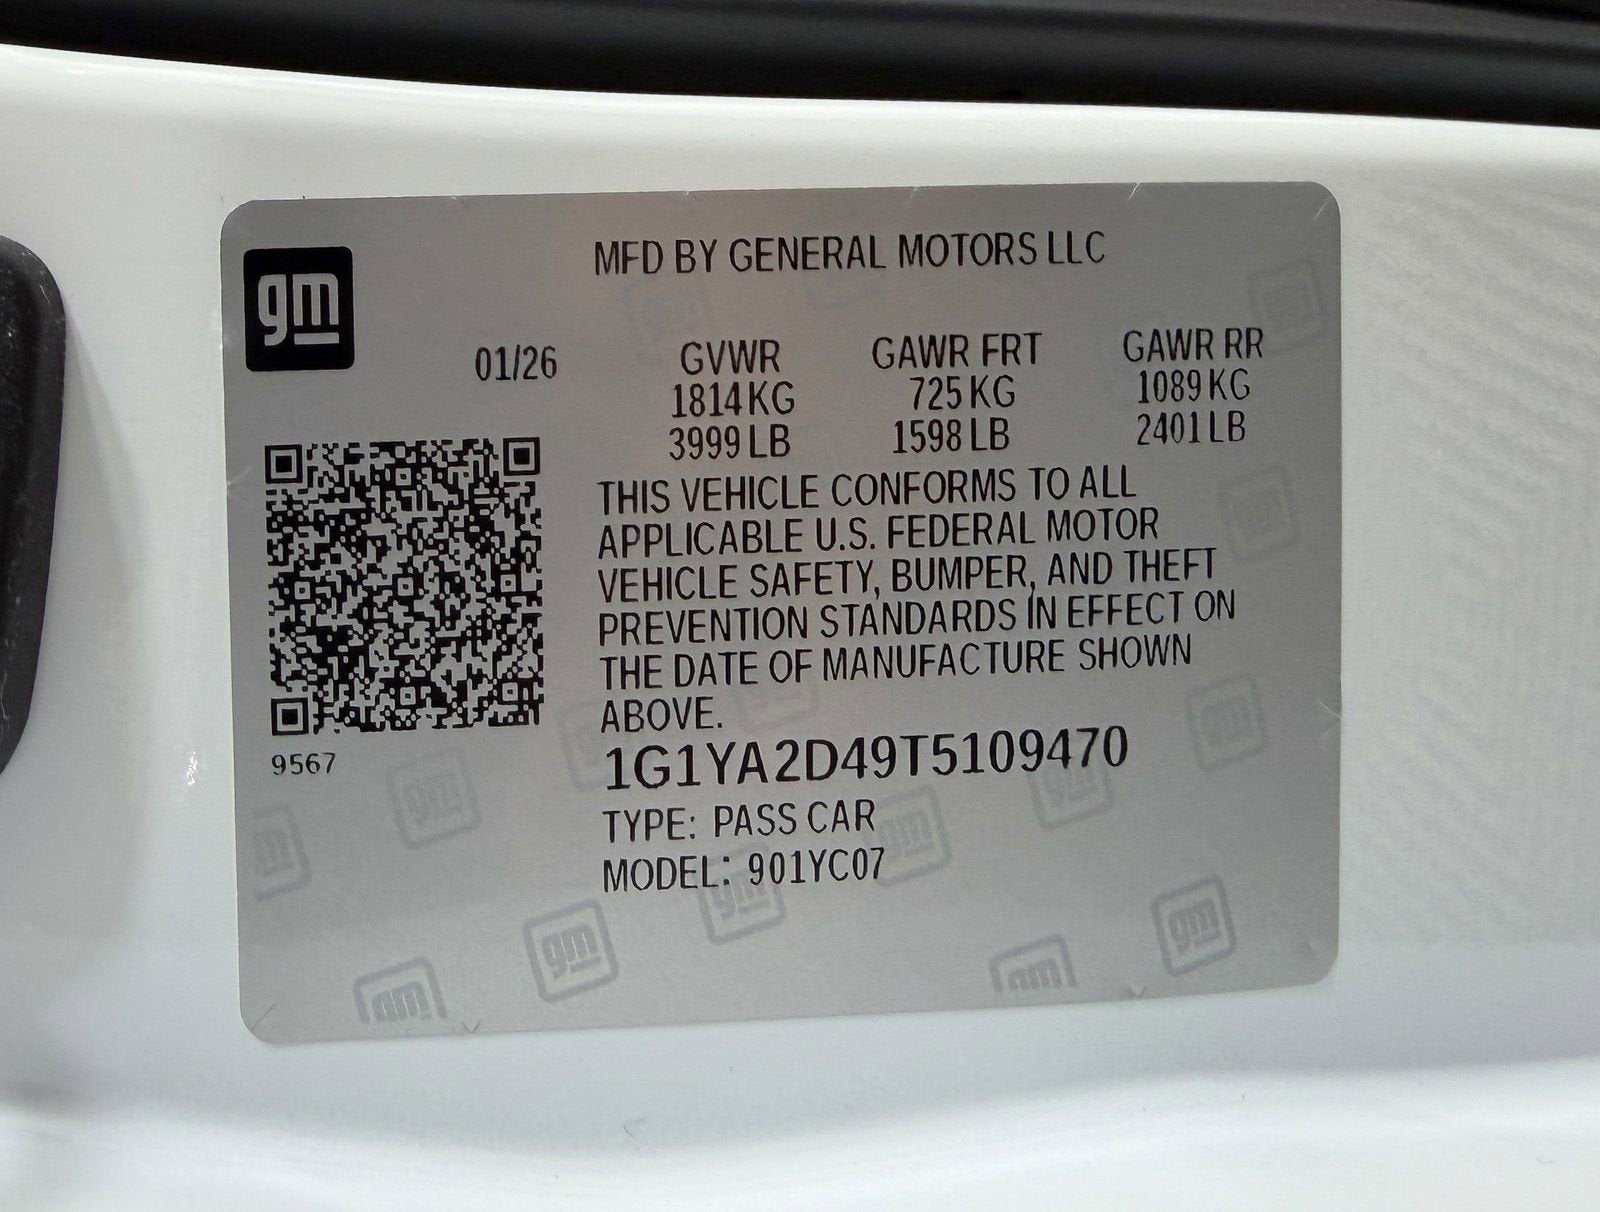 gm
MFD BY GENERAL MOTORS LLC
01/26 GVWR GAWR FRT GAWR RR
1814KG 725KG 1089KG
3999LB 1598LB 2401LB
THIS VEHICLE CONFORMS TO ALL
APPLICABLE U.S. FEDERAL MOTOR
VEHICLE SAFETY, BUMPER, AND THEFT
PREVENTION STANDARDS IN EFFECT ON
THE DATE OF MANUFACTURE SHOWN
ABOVE.
9567
1G1YA2D49T5109470
TYPE: PASS CAR
MODEL: 901YC07